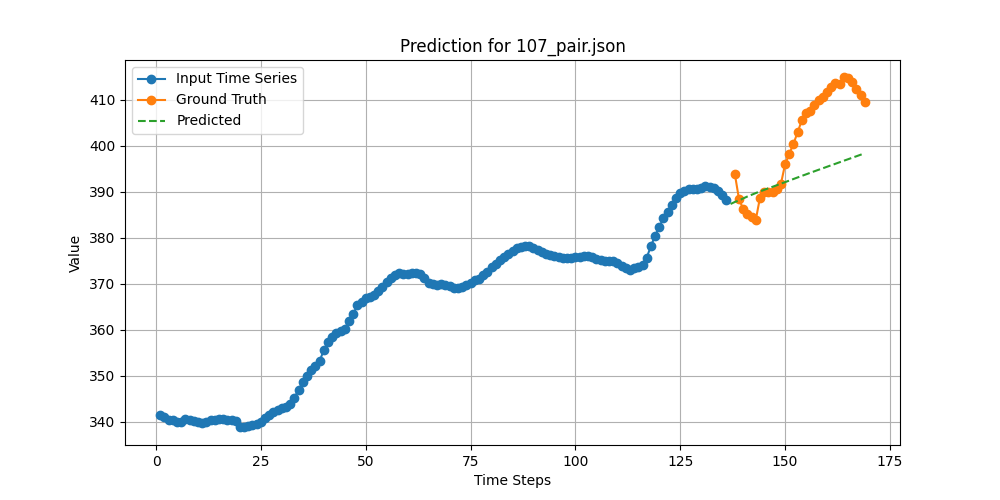 Prediction for 107_pair.json
Input Time Series
Ground Truth
Predicted
410
400
390
380
370
360
350
340
Value
0 25 50 75 100 125 150 175
Time Steps